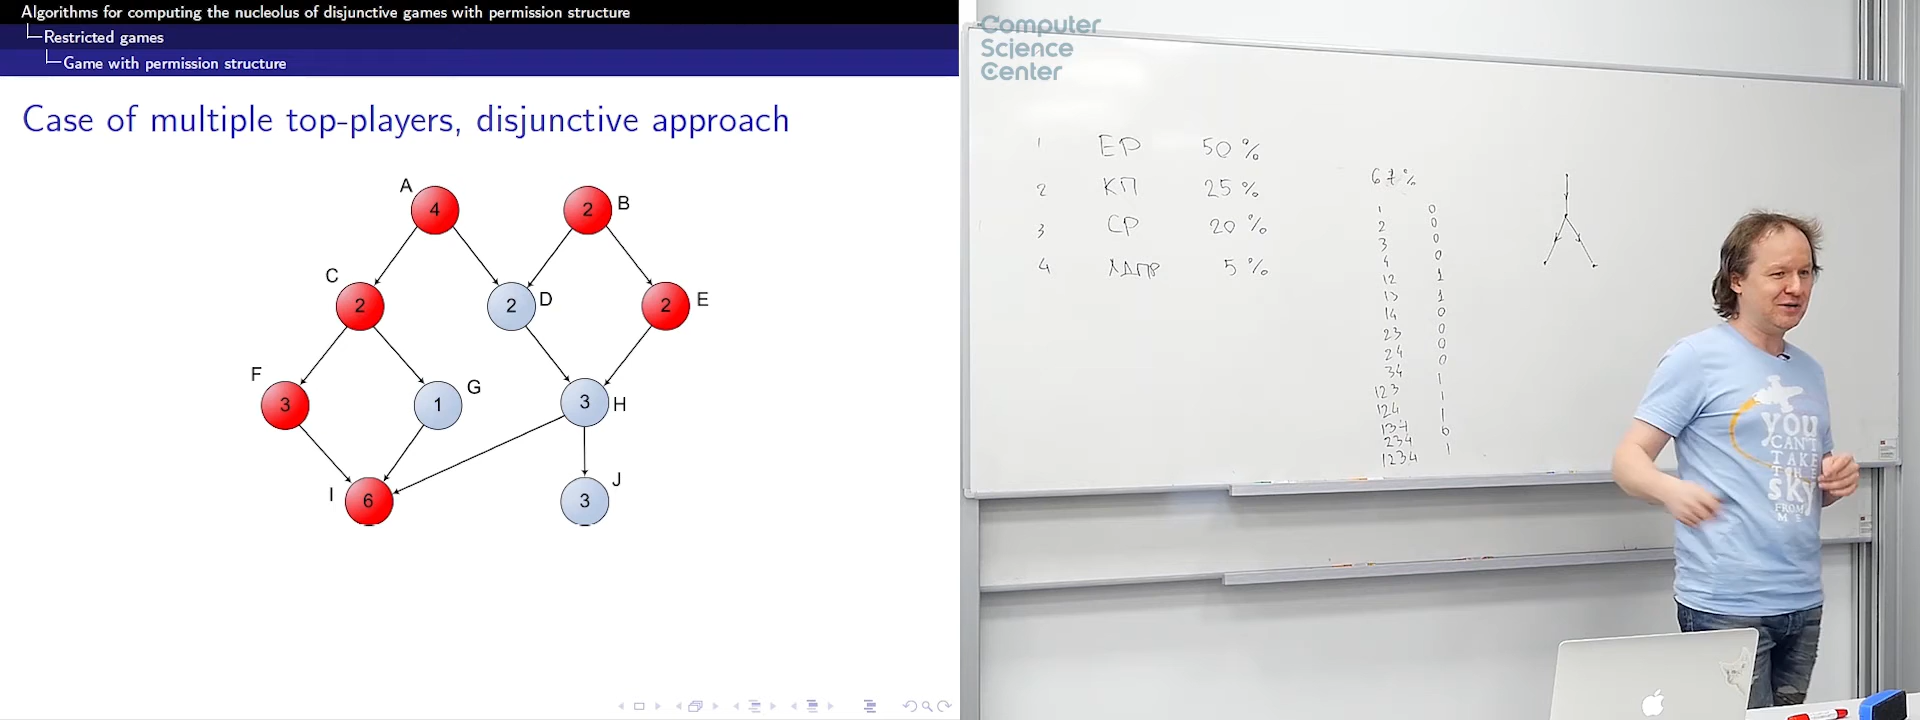 Algorithms for computing the nucleolus of disjunctive games with permission structure
Restricted games
Game with permission structure
Case of multiple top-players, disjunctive approach
A 4
2 B
C 2
2 D
2 E
F 3
1 G
3 H
I 6
3 J
Computer
Science
Center
1 ЕР 50 %
2 КП 25 %
3 СР 20 %
4 ЛДПР 5 %
67 %
1 0
2 0
3 0
4 0
12 1
13 1
14 0
23 0
24 0
34 0
123 1
124 1
134 1
234 0
1234 1
YOU
CAN'T
TAKE
THE
SKY
FROM
ME